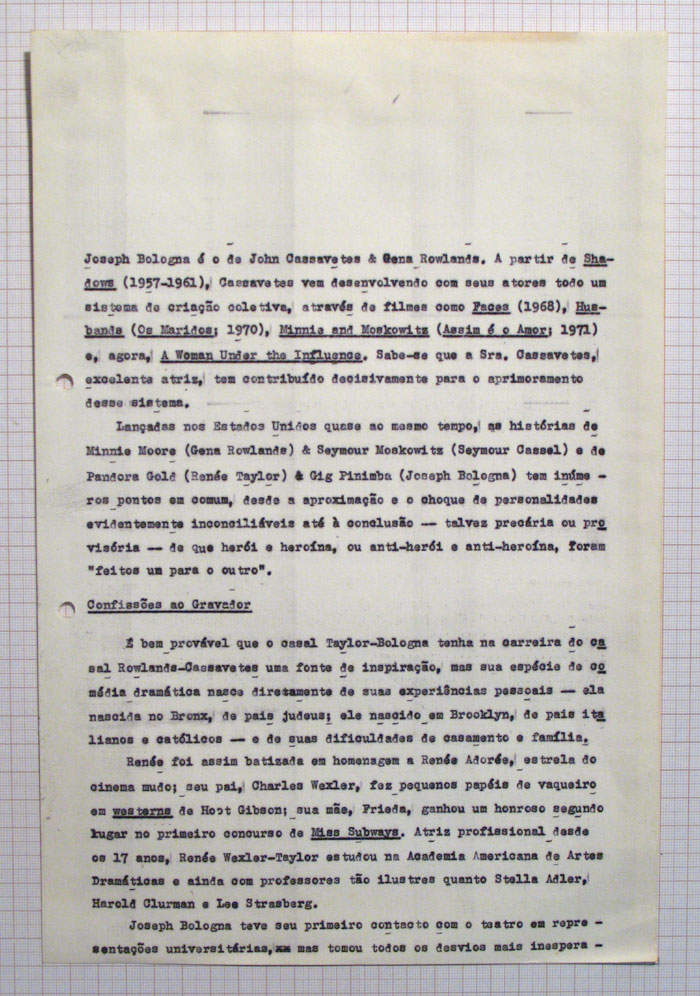 Joseph Bologna é o de John Cassavetes & Gena Rowlands. A partir de Sha-
dows (1957-1961), Cassavetes vem desenvolvendo com seus atores todo um
sistema de criação coletiva, através de filmes como Faces (1968), Hus-
bands (Os Maridos; 1970), Minnie and Moskowitz (Assim é o Amor; 1971)
e, agora, A Woman Under the Influence. Sabe-se que a Sra. Cassavetes,
excelente atriz, tem contribuído decisivamente para o aprimoramento
desse sistema.
Lançadas nos Estados Unidos quase ao mesmo tempo, as histórias de
Minnie Moore (Gena Rowlands) & Seymour Moskowitz (Seymour Cassel) e de
Pandora Gold (Renée Taylor) & Gig Pinimba (Joseph Bologna) tem inúme -
ros pontos em comum, desde a aproximação e o choque de personalidades
evidentemente inconciliáveis até à conclusão -- talvez precária ou pro
visória -- de que herói e heroína, ou anti-herói e anti-heroína, foram
"feitos um para o outro".
Confissões ao Gravador
É bem provável que o casal Taylor-Bologna tenha na carreira do ca
sal Rowlands-Cassavetes uma fonte de inspiração, mas sua espécie de co
média dramática nasce diretamente de suas experiências pessoais -- ela
nascida no Bronx, de pais judeus; ele nascido em Brooklyn, de pais ita
lianos e católicos -- e de suas dificuldades de casamento e família.
Renée foi assim batizada em homenagem a Renée Adorée, estrela do
cinema mudo; seu pai, Charles Wexler, fez pequenos papéis de vaqueiro
em westerns de Hoot Gibson; sua mãe, Frieda, ganhou um honroso segundo
lugar no primeiro concurso de Miss Subways. Atriz profissional desde
os 17 anos, Renée Wexler-Taylor estudou na Academia Americana de Artes
Dramáticas e ainda com professores tão ilustres quanto Stella Adler,
Harold Clurman e Lee Strasberg.
Joseph Bologna teve seu primeiro contacto com o teatro em repre -
sentações universitárias,xx mas tomou todos os desvios mais inespera -